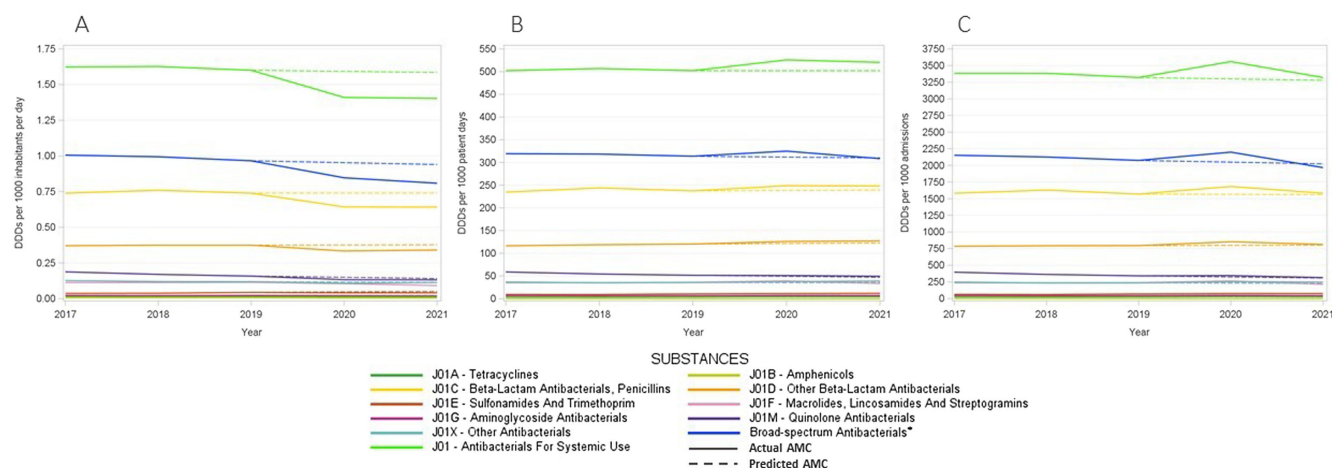 A
B
C
DDDs per 1000 inhabitants per day
1.75
1.50
1.25
1.00
0.75
0.50
0.25
0.00
2017 2018 2019 2020 2021
Year
DDDs per 1000 patient days
550
500
450
400
350
300
250
200
150
100
50
0
2017 2018 2019 2020 2021
Year
DDDs per 1000 admissions
3750
3500
3250
3000
2750
2500
2250
2000
1750
1500
1250
1000
750
500
250
0
2017 2018 2019 2020 2021
Year
SUBSTANCES
J01A - Tetracyclines
J01B - Amphenicols
J01C - Beta-Lactam Antibacterials, Penicillins
J01D - Other Beta-Lactam Antibacterials
J01E - Sulfonamides And Trimethoprim
J01F - Macrolides, Lincosamides And Streptogramins
J01G - Aminoglycoside Antibacterials
J01M - Quinolone Antibacterials
J01X - Other Antibacterials
Broad-spectrum Antibacterials*
J01 - Antibacterials For Systemic Use
Actual AMC
Predicted AMC